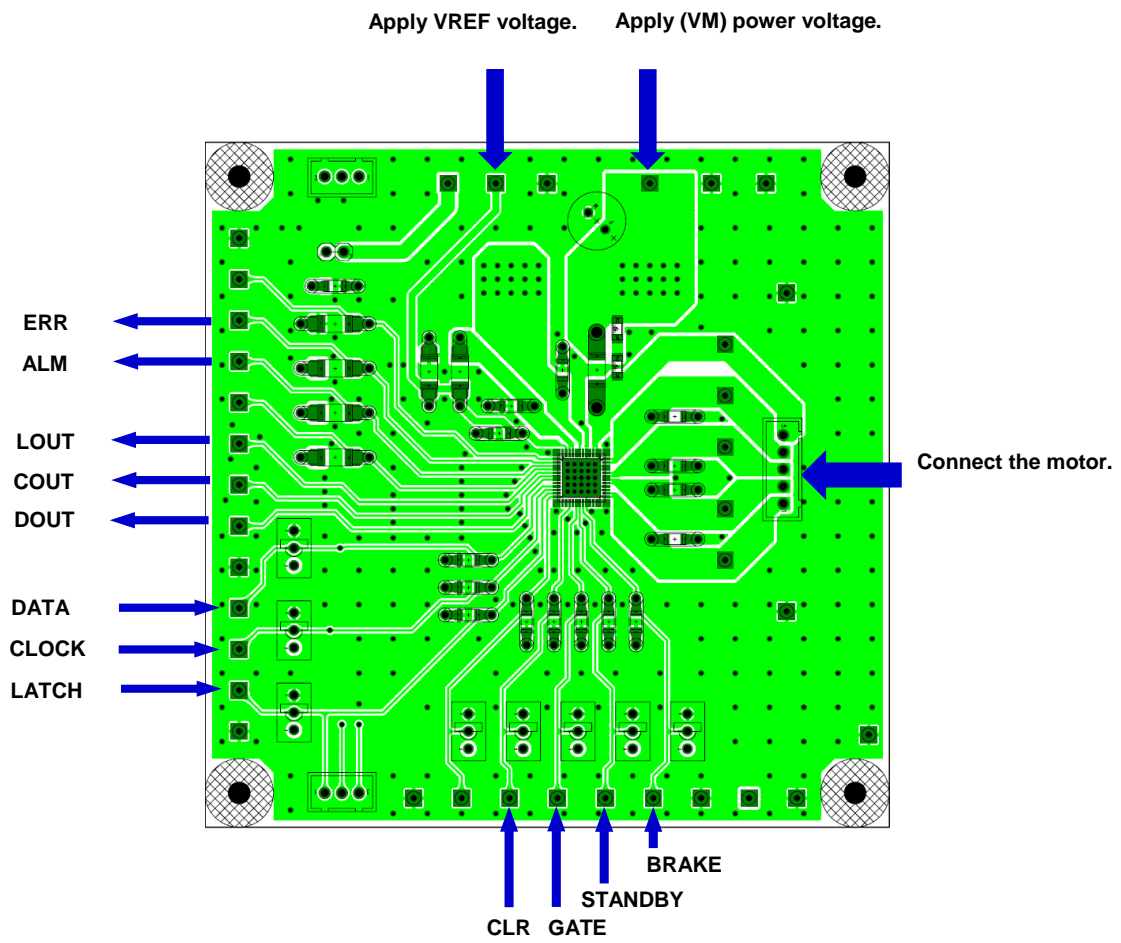 Apply VREF voltage.
Apply (VM) power voltage.
ERR
ALM
LOUT
COUT
DOUT
DATA
CLOCK
LATCH
Connect the motor.
BRAKE
STANDBY
CLR
GATE